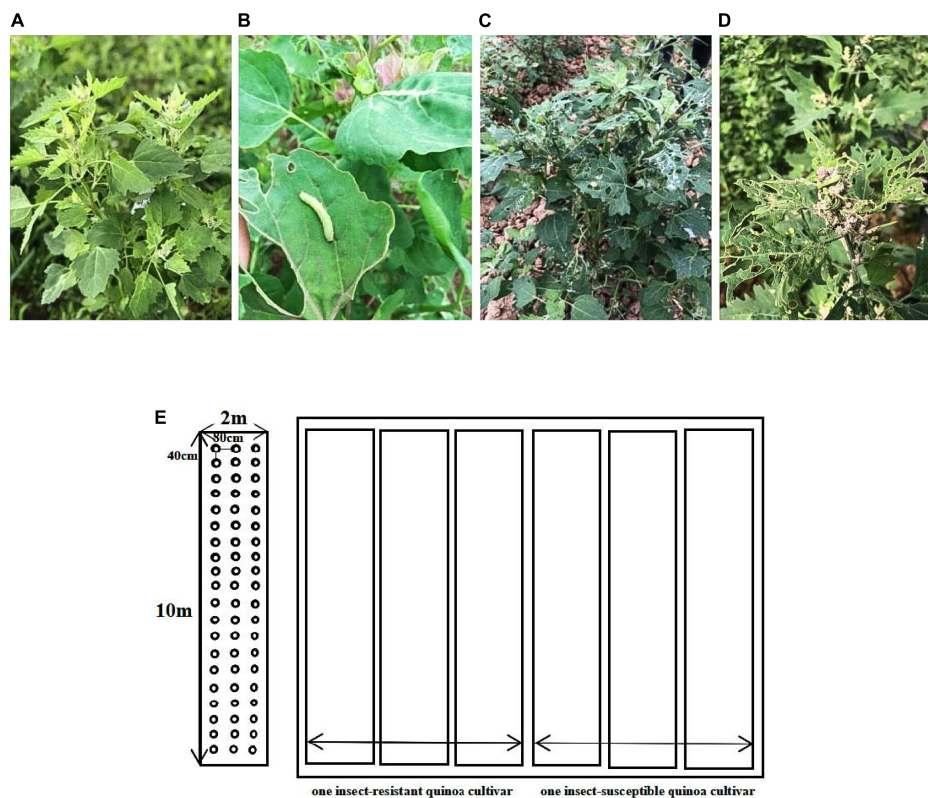 A
B
C
D
E
2m
80cm
40cm
10m
one insect-resistant quinoa cultivar
one insect-susceptible quinoa cultivar